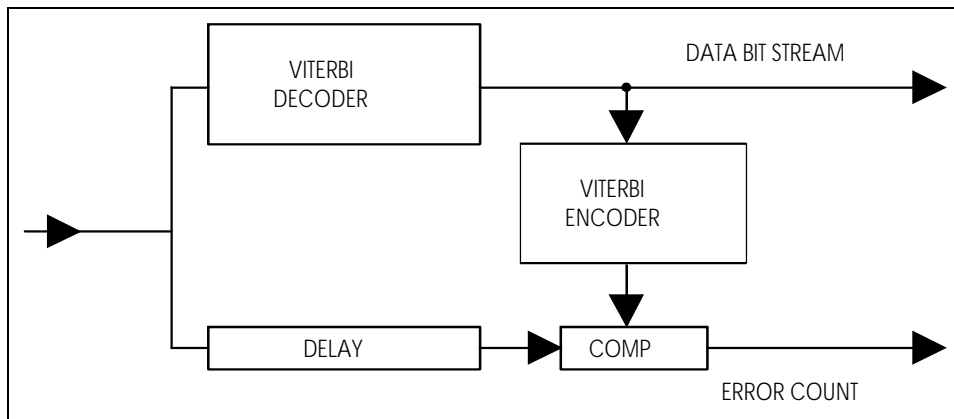 VITERBI
DECODER
DATA BIT STREAM
VITERBI
ENCODER
DELAY
COMP
ERROR COUNT